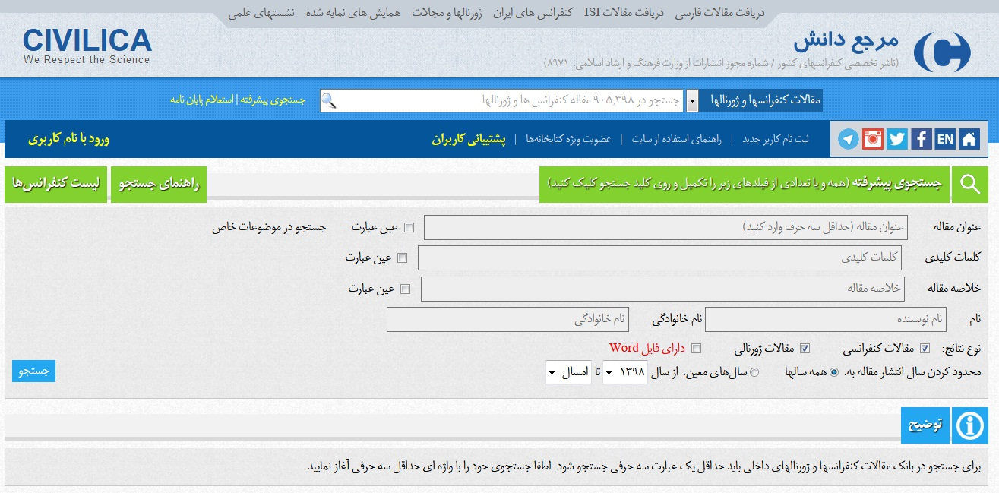 دریافت مقالات فارسی دریافت مقالات ISI کنفرانس های ایران ژورنالها و مجلات همایش های نمایه شده نشستهای علمی
مرجع دانش
(ناشر تخصصی کنفرانسهای کشور / شماره مجوز انتشارات از وزارت فرهنگ و ارشاد اسلامی: ۸۹۷۱)
CIVILICA
We Respect the Science
مقالات کنفرانسها و ژورنالها جستجو در ۹۰۵,۳۹۸ مقاله کنفرانس ها و ژورنالها جستجوی پیشرفته | استعلام پایان نامه
EN ثبت نام کاربر جدید | راهنمای استفاده از سایت | عضویت ویژه کتابخانه‌ها | پشتیبانی کاربران ورود با نام کاربری
جستجوی پیشرفته (همه و یا تعدادی از فیلدهای زیر را تکمیل و روی کلید جستجو کلیک کنید) راهنمای جستجو لیست کنفرانس‌ها
عنوان مقاله عنوان مقاله (حداقل سه حرف وارد کنید) عین عبارت جستجو در موضوعات خاص
کلمات کلیدی کلمات کلیدی عین عبارت
خلاصه مقاله خلاصه مقاله عین عبارت
نام نام نویسنده نام خانوادگی نام خانوادگی
نوع نتائج: مقالات کنفرانسی مقالات ژورنالی دارای فایل Word
محدود کردن سال انتشار مقاله به: همه سالها سال‌های معین: از سال ۱۳۹۸ تا امسال جستجو
توضیح
برای جستجو در بانک مقالات کنفرانسها و ژورنالهای داخلی باید حداقل یک عبارت سه حرفی جستجو شود. لطفا جستجوی خود را با واژه ای حداقل سه حرفی آغاز نمایید.